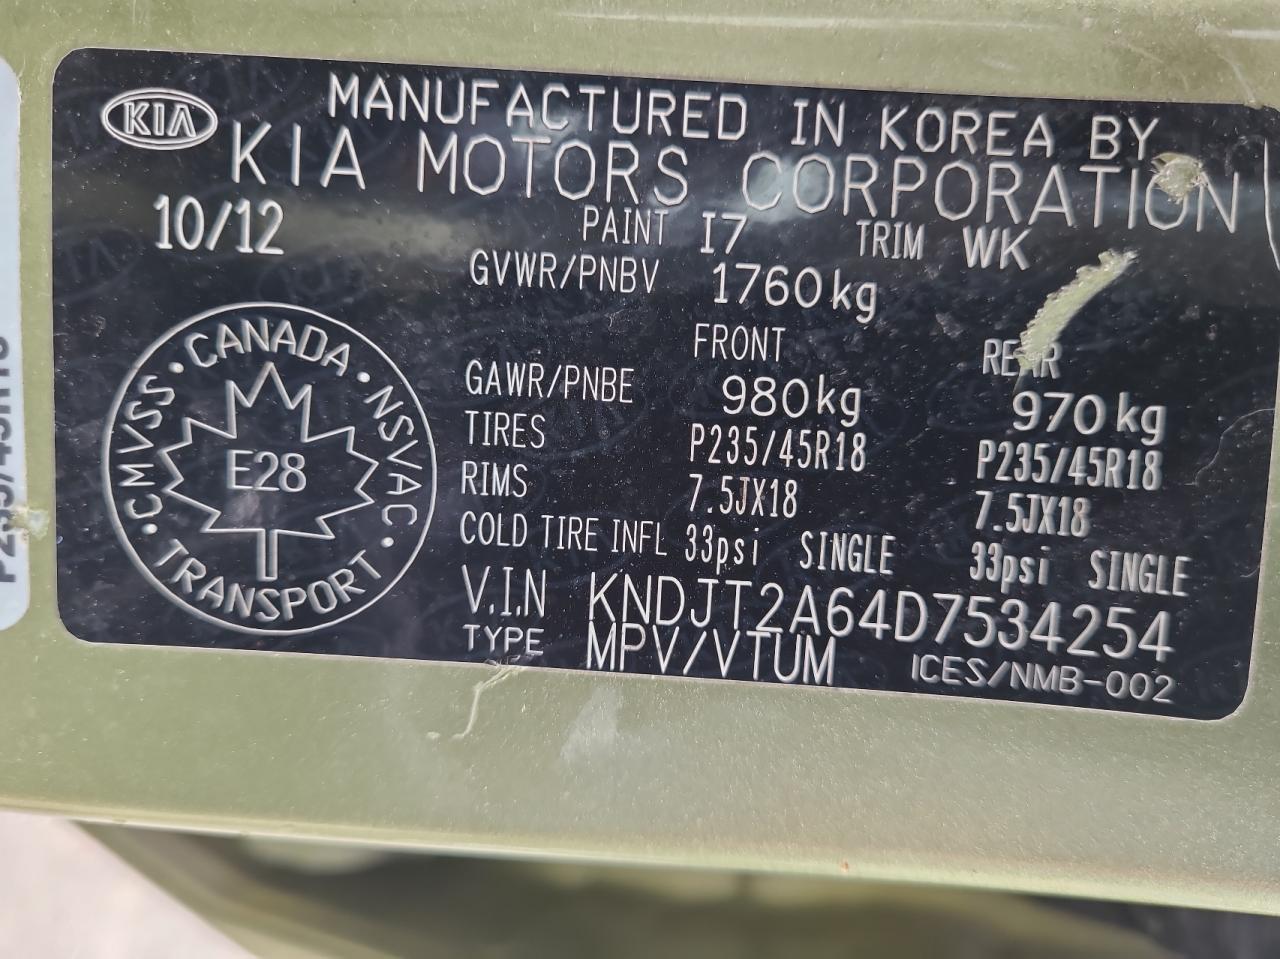 KIA
MANUFACTURED IN KOREA BY
KIA MOTORS CORPORATION
10/12 PAINT I7 TRIM WK
GVWR/PNBV 1760kg
FRONT REAR
GAWR/PNBE 980kg 970kg
TIRES P235/45R18 P235/45R18
RIMS 7.5JX18 7.5JX18
COLD TIRE INFL 33psi SINGLE 33psi SINGLE
V.I.N KNDJT2A64D7534254
TYPE MPV/VTUM ICES/NMB-002
• CMVSS • CANADA • NSVAC •
E28
TRANSPORT